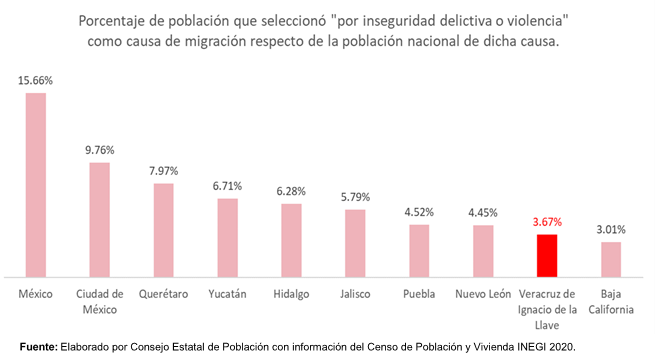 Porcentaje de población que seleccionó "por inseguridad delictiva o violencia"
como causa de migración respecto de la población nacional de dicha causa.
15.66%
9.76%
7.97%
6.71%
6.28%
5.79%
4.52%
4.45%
3.67%
3.01%
México
Ciudad de
México
Querétaro
Yucatán
Hidalgo
Jalisco
Puebla
Nuevo León
Veracruz de
Ignacio de la
Llave
Baja
California
Fuente: Elaborado por Consejo Estatal de Población con información del Censo de Población y Vivienda INEGI 2020.